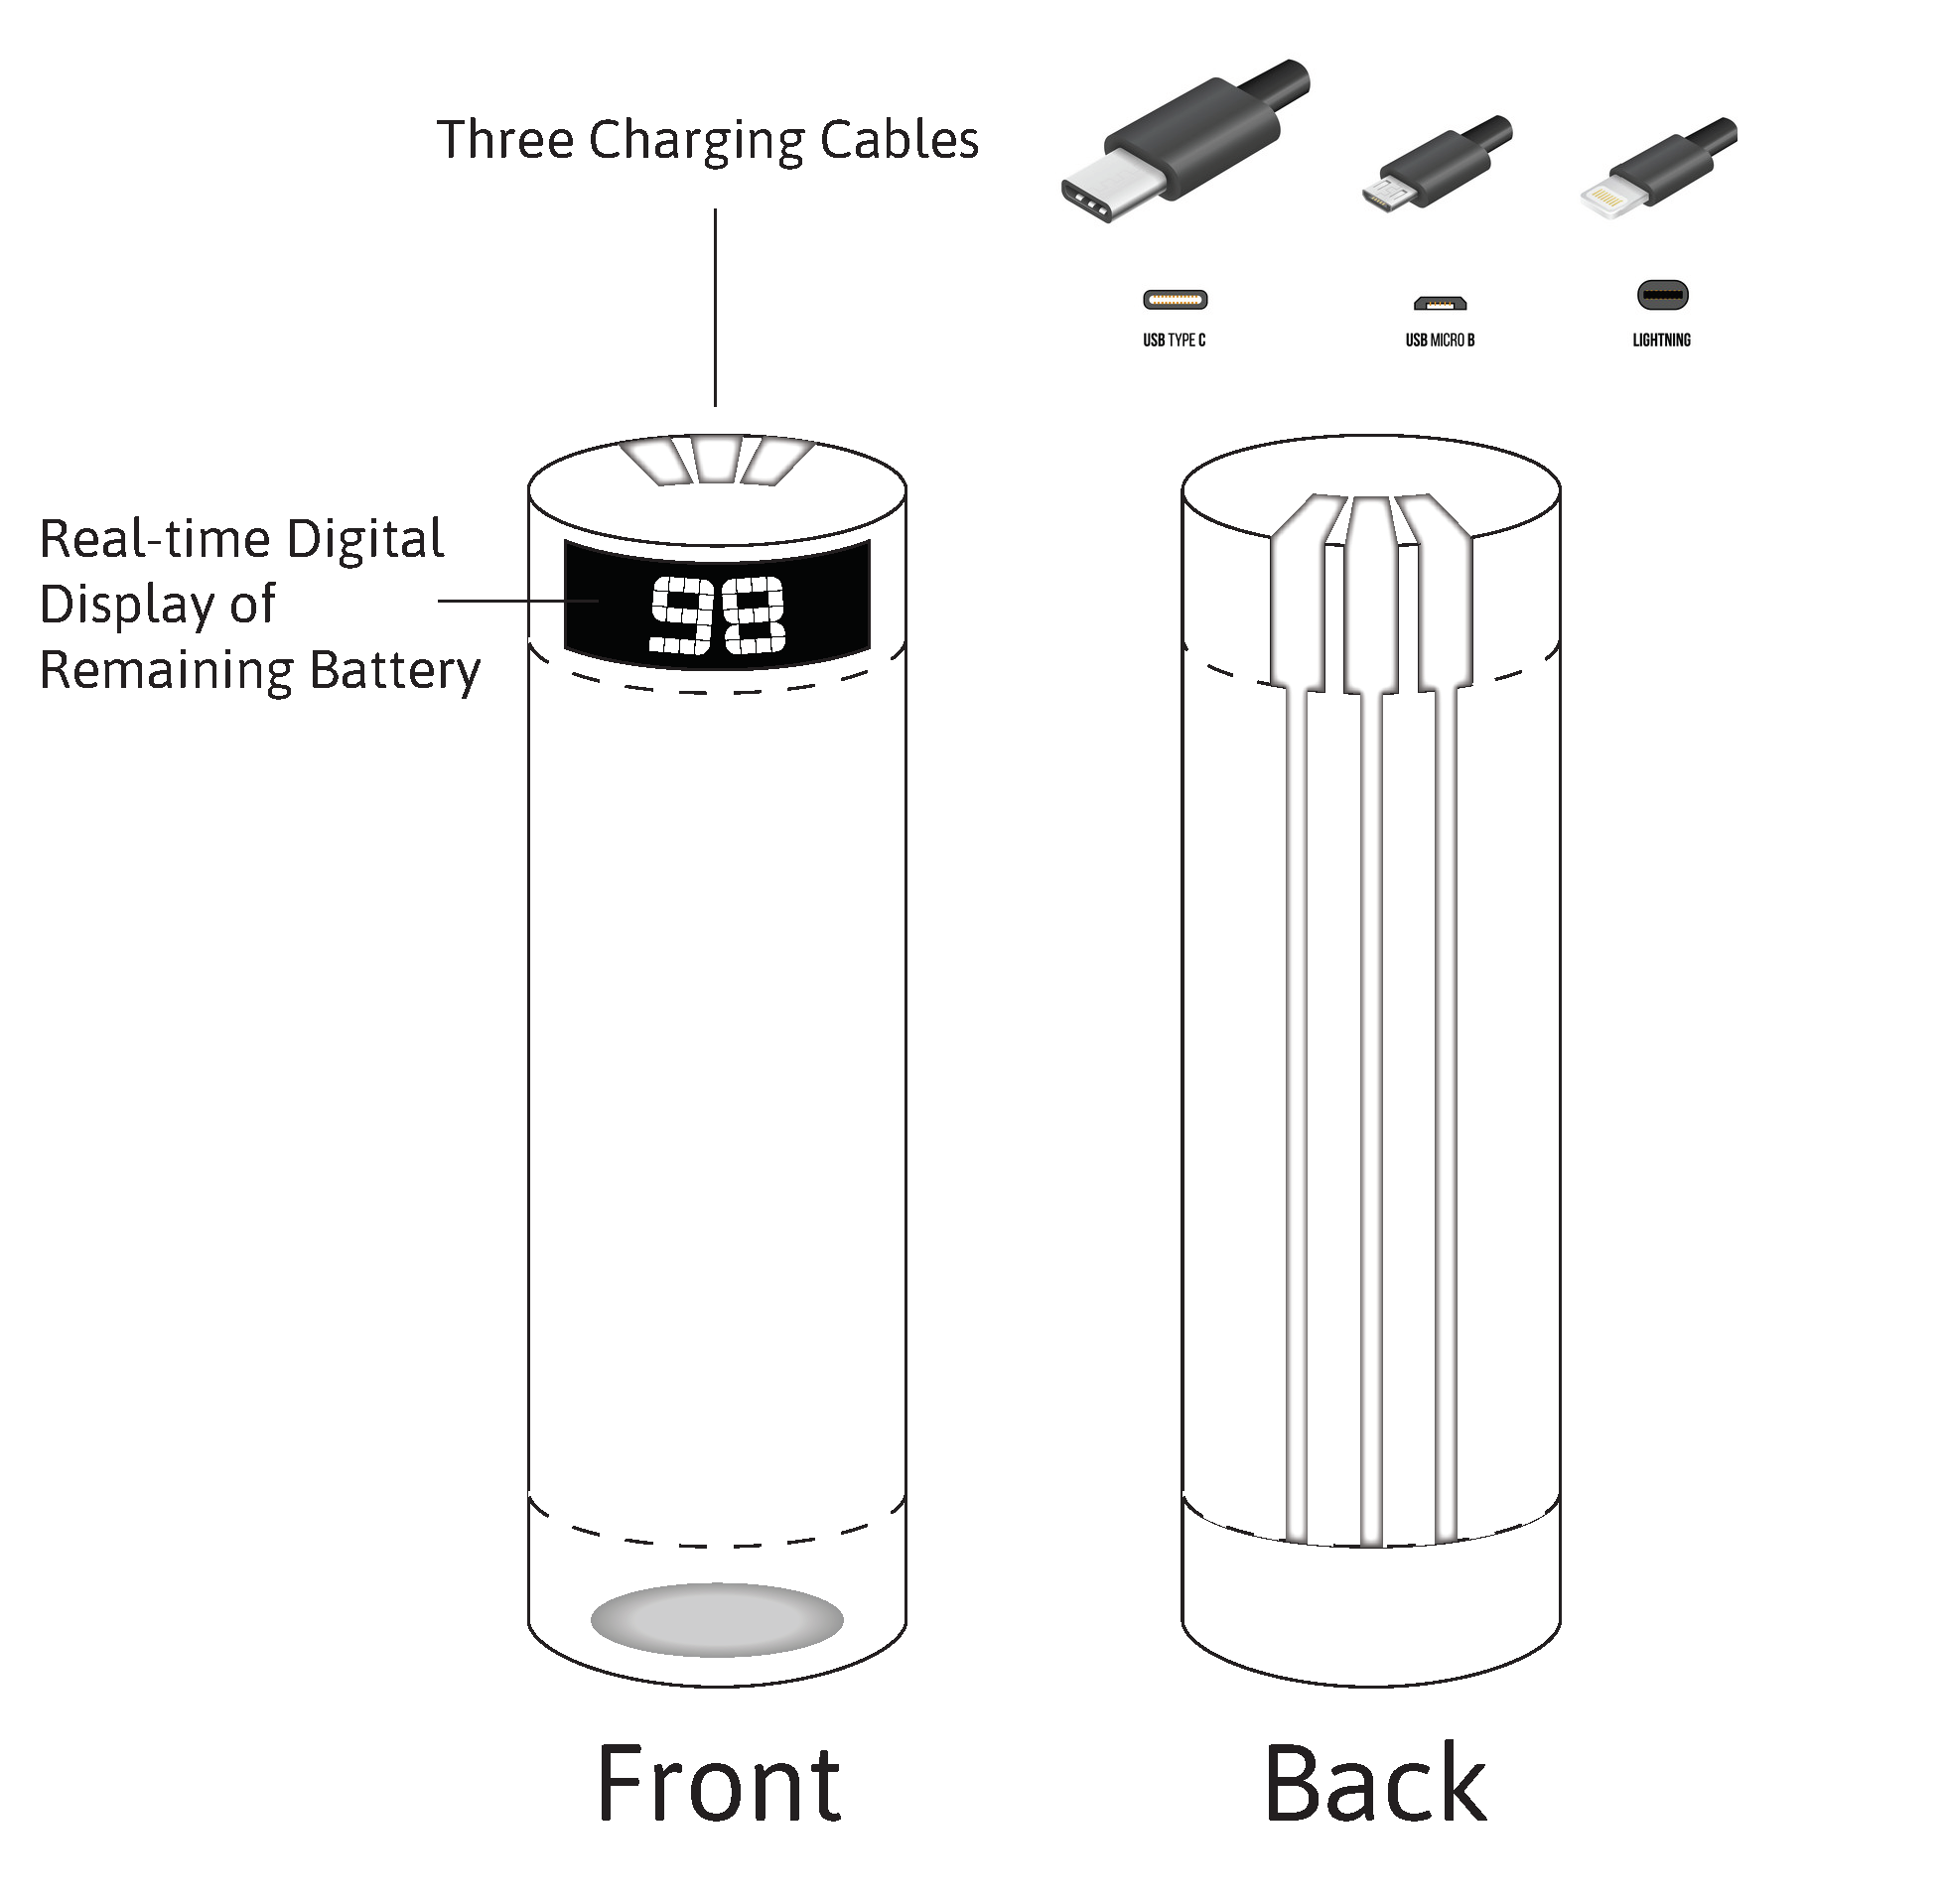 Three Charging Cables
USB TYPE C
USB MICRO B
LIGHTNING
Real-time Digital
Display of
Remaining Battery
98
Front
Back